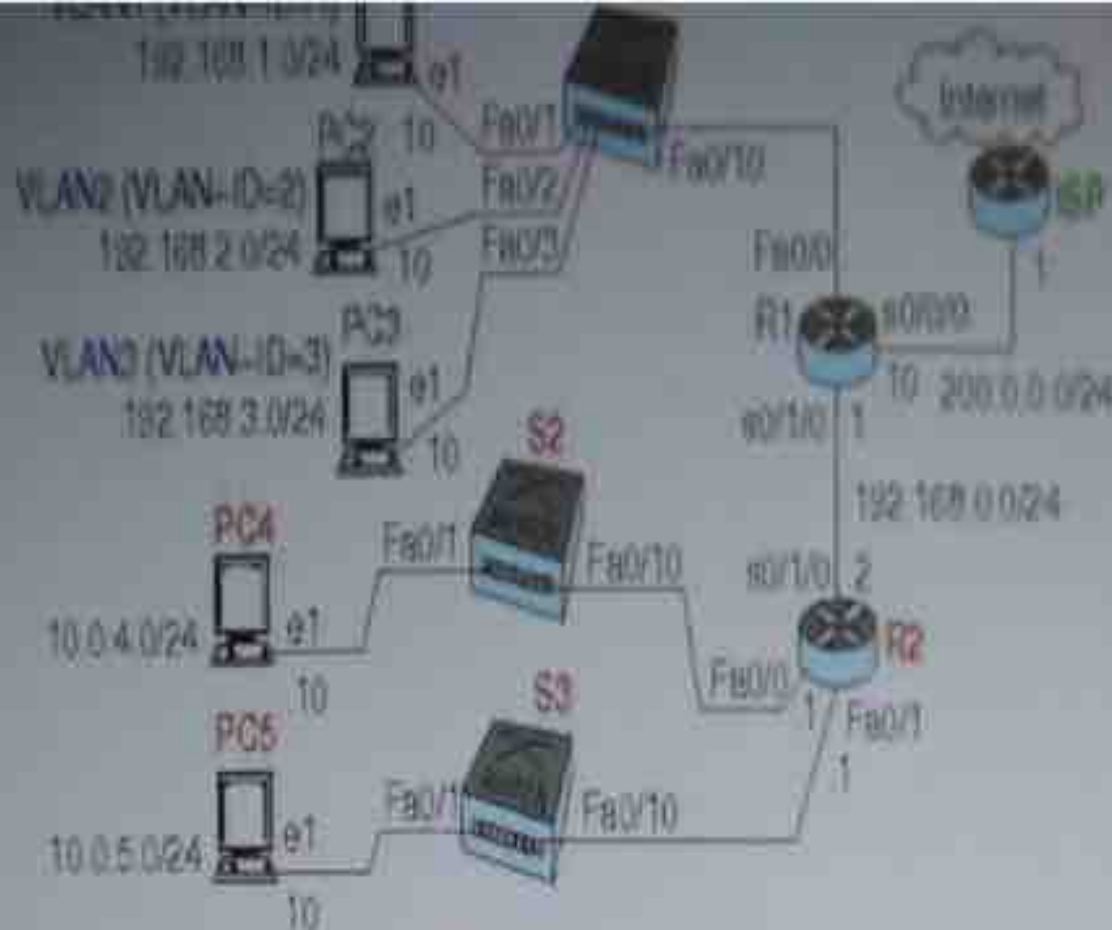 192.168.1.0/24
e1
10
Fa0/1
Fa0/10
Internet
ISP
1
PC2
VLAN2 (VLAN-ID=2)
192.168.2.0/24
e1
10
Fa0/2
Fa0/3
Fa0/0
R1
s0/0/0
10
200.0.0.0/24
PC3
VLAN3 (VLAN-ID=3)
192.168.3.0/24
e1
10
s0/1/0
1
192.168.0.0/24
S2
PC4
Fa0/1
Fa0/10
s0/1/0
2
10.0.4.0/24
e1
10
R2
Fa0/0
1
Fa0/1
1
S3
PC5
Fa0/1
Fa0/10
10.0.5.0/24
e1
10